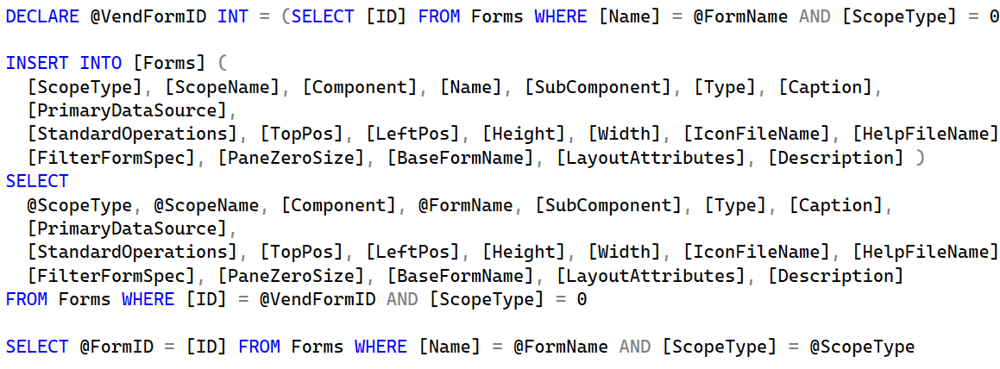 DECLARE @VendFormID INT = (SELECT [ID] FROM Forms WHERE [Name] = @FormName AND [ScopeType] = 0
INSERT INTO [Forms] (
[ScopeType], [ScopeName], [Component], [Name], [SubComponent], [Type], [Caption],
[PrimaryDataSource],
[StandardOperations], [TopPos], [LeftPos], [Height], [Width], [IconFileName], [HelpFileName]
[FilterFormSpec], [PaneZeroSize], [BaseFormName], [LayoutAttributes], [Description] )
SELECT
@ScopeType, @ScopeName, [Component], @FormName, [SubComponent], [Type], [Caption],
[PrimaryDataSource],
[StandardOperations], [TopPos], [LeftPos], [Height], [Width], [IconFileName], [HelpFileName]
[FilterFormSpec], [PaneZeroSize], [BaseFormName], [LayoutAttributes], [Description]
FROM Forms WHERE [ID] = @VendFormID AND [ScopeType] = 0
SELECT @FormID = [ID] FROM Forms WHERE [Name] = @FormName AND [ScopeType] = @ScopeType